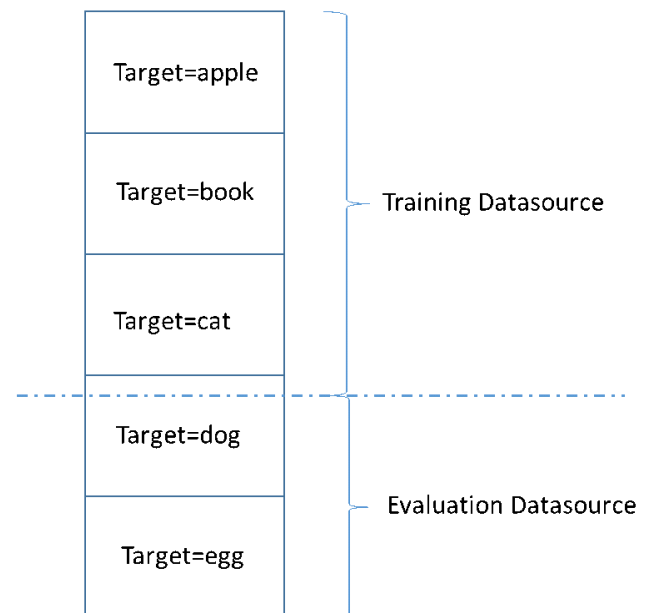 Target=apple
Target=book
Training Datasource
Target=cat
Target=dog
Evaluation Datasource
Target=egg